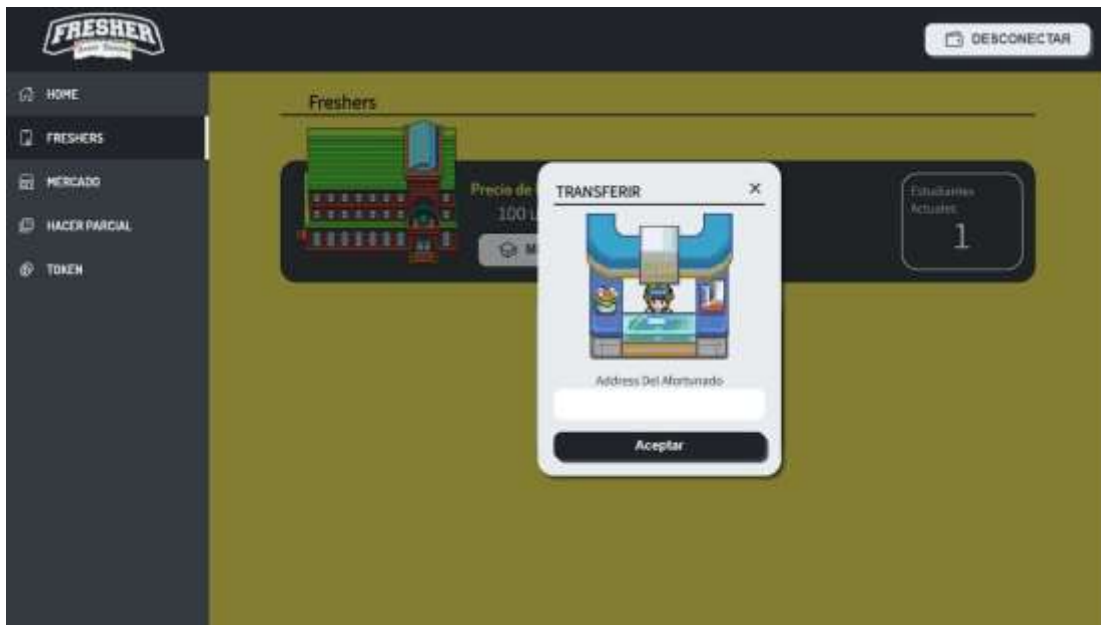 FRESHER
DESCONECTAR
HOME
FRESHERS
MERCADO
HACER PARCIAL
TOKEN
Freshers
Precio de
100
M
TRANSFERIR
Address Del Afortunado
Aceptar
Estudiantes
Actuales:
1